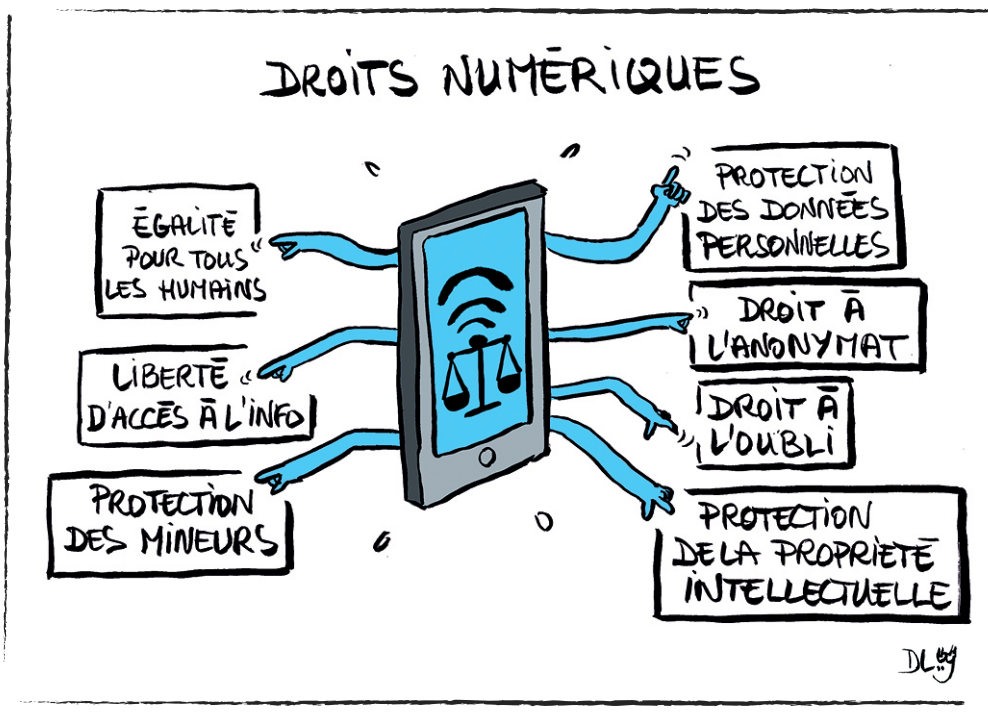 DROITS NUMÉRIQUES
ÉGALITÉ
POUR TOUS
LES HUMAINS
LIBERTÉ
D'ACCÈS À L'INFO
PROTECTION
DES MINEURS
PROTECTION
DES DONNÉES
PERSONNELLES
DROIT À
L'ANONYMAT
DROIT À
L'OUBLI
PROTECTION
DE LA PROPRIÉTÉ
INTELLECTUELLE